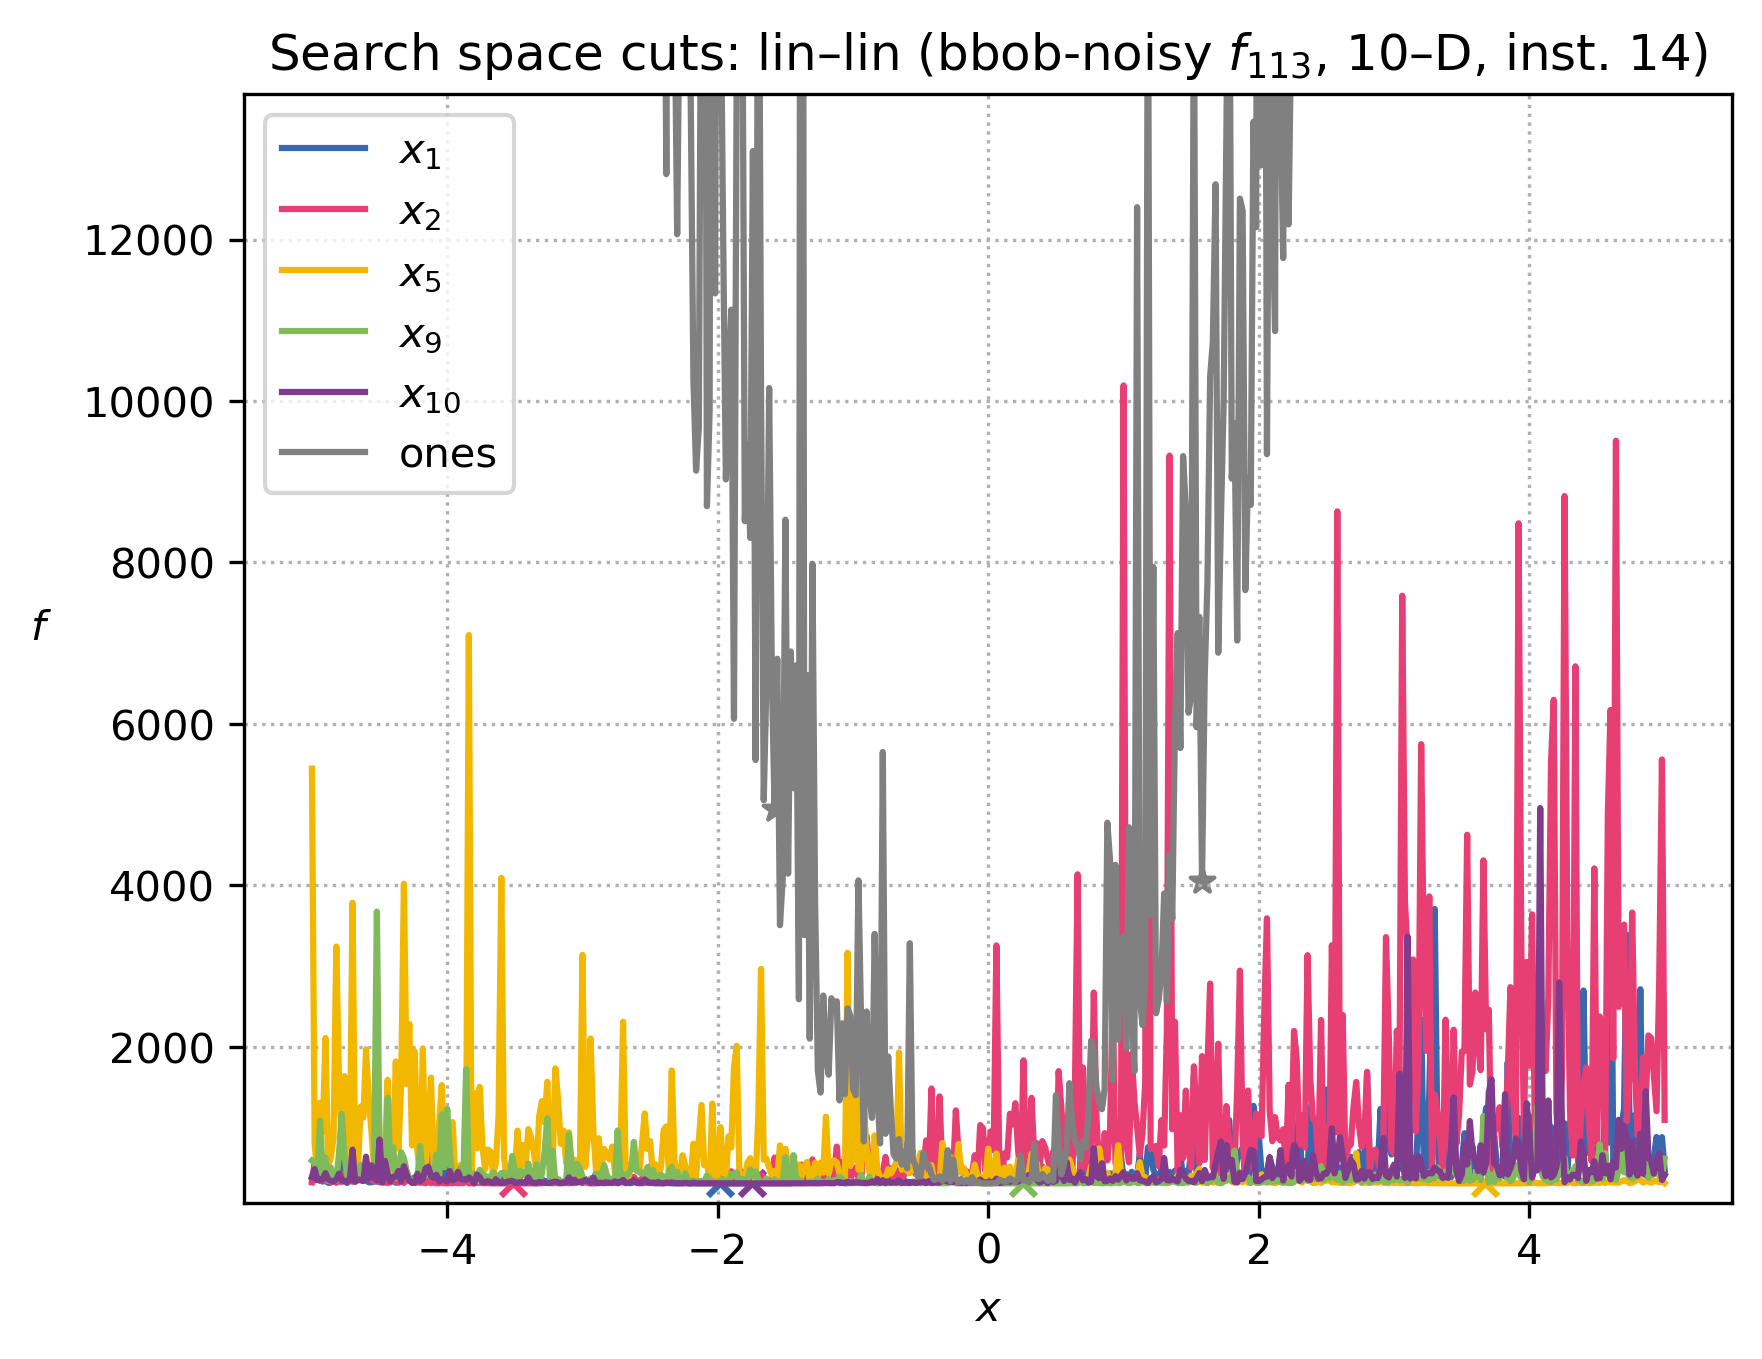 Search space cuts: lin–lin (bbob-noisy f₁₁₃, 10–D, inst. 14)
x₁
x₂
x₅
x₉
x₁₀
ones
12000
10000
8000
6000
4000
2000
f
−4
−2
0
2
4
x